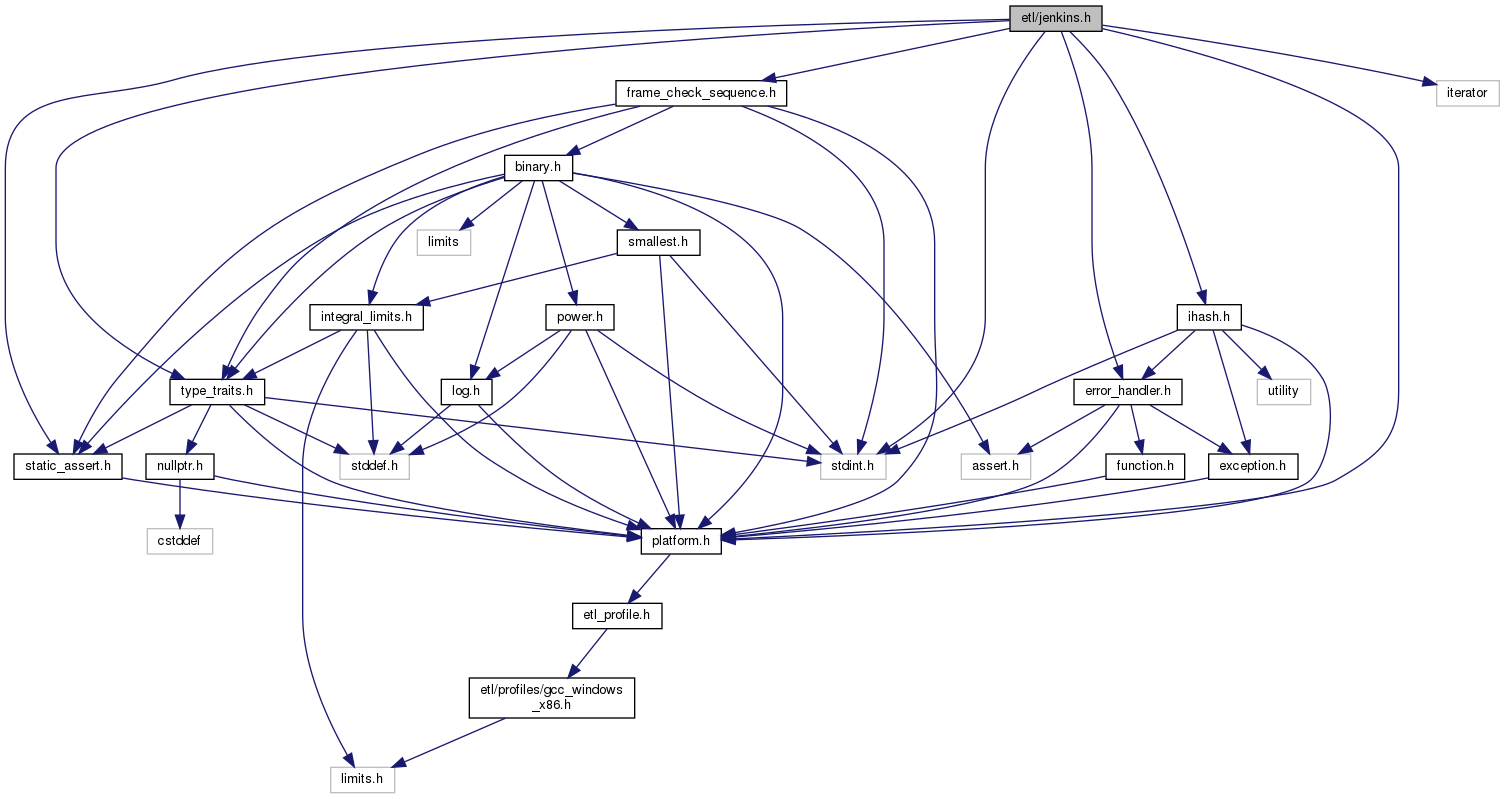 etl/jenkins.h
frame_check_sequence.h
iterator
binary.h
limits
smallest.h
integral_limits.h
power.h
ihash.h
type_traits.h
log.h
error_handler.h
utility
static_assert.h
nullptr.h
stddef.h
stdint.h
assert.h
function.h
exception.h
cstddef
platform.h
etl_profile.h
etl/profiles/gcc_windows
_x86.h
limits.h